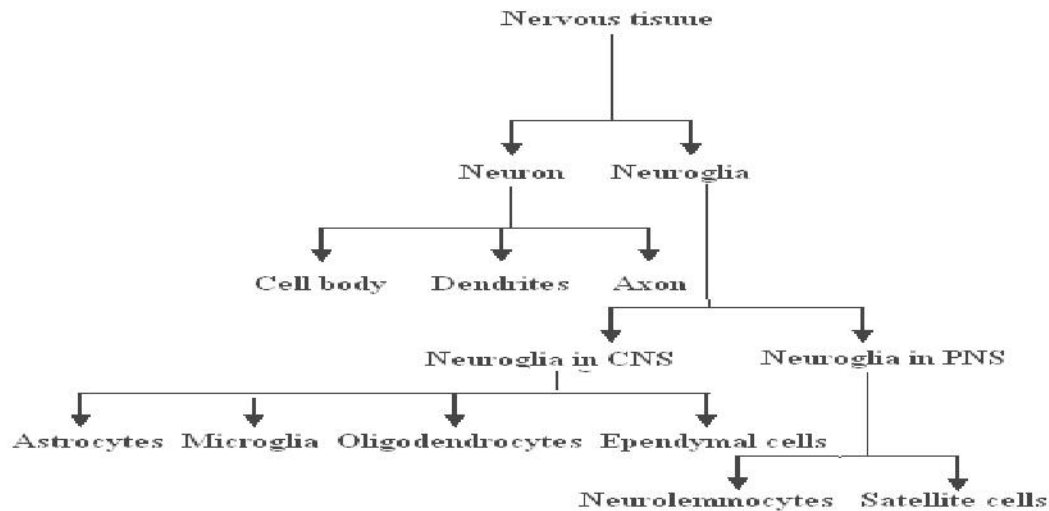 Nervous tisuue
Neuron Neuroglia
Cell body Dendrites Axon
Neuroglia in CNS Neuroglia in PNS
Astrocytes Microglia Oligodendrocytes Ependymal cells
Neurolemmocytes Satellite cells